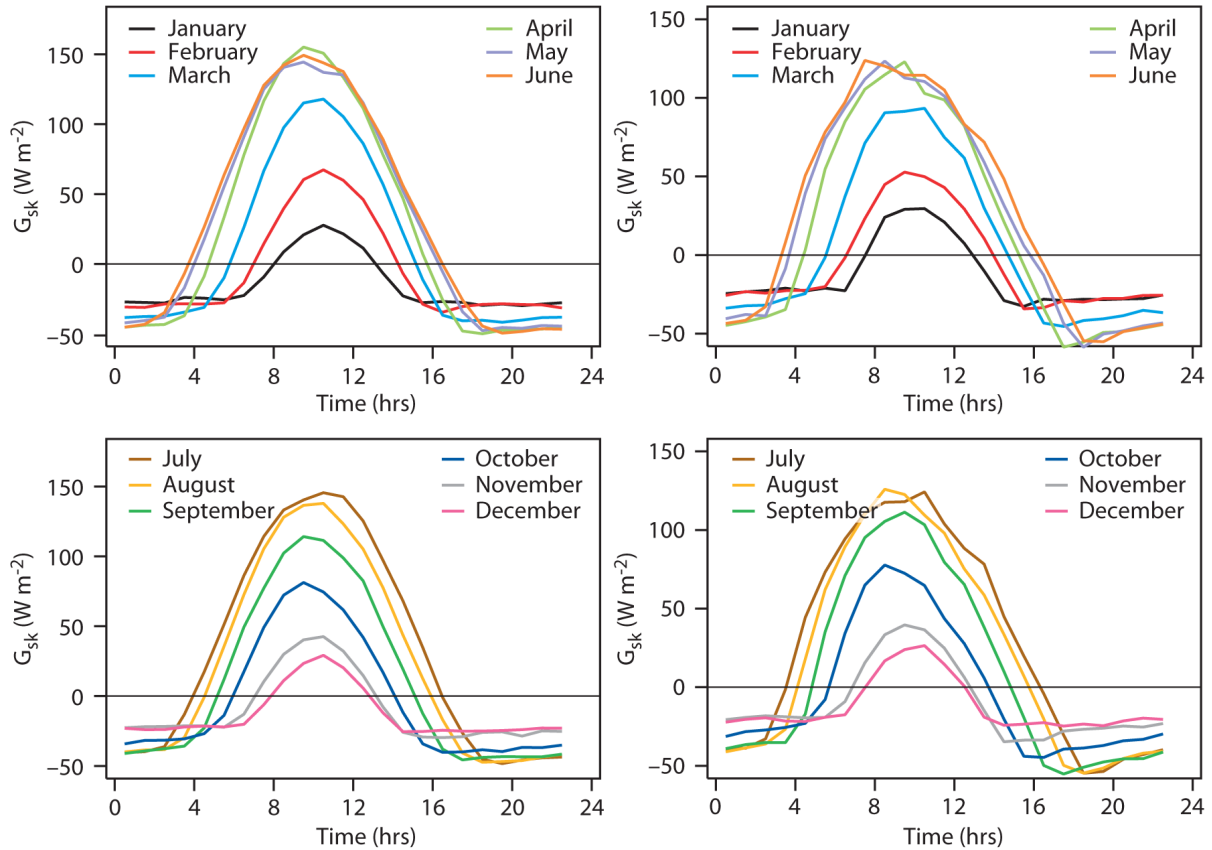 150
100
50
0
−50
G_sk (W m^−2)
January
February
March
April
May
June
0 4 8 12 16 20 24
Time (hrs)
150
100
50
0
−50
G_sk (W m^−2)
January
February
March
April
May
June
0 4 8 12 16 20 24
Time (hrs)
150
100
50
0
−50
G_sk (W m^−2)
July
August
September
October
November
December
0 4 8 12 16 20 24
Time (hrs)
150
100
50
0
−50
G_sk (W m^−2)
July
August
September
October
November
December
0 4 8 12 16 20 24
Time (hrs)